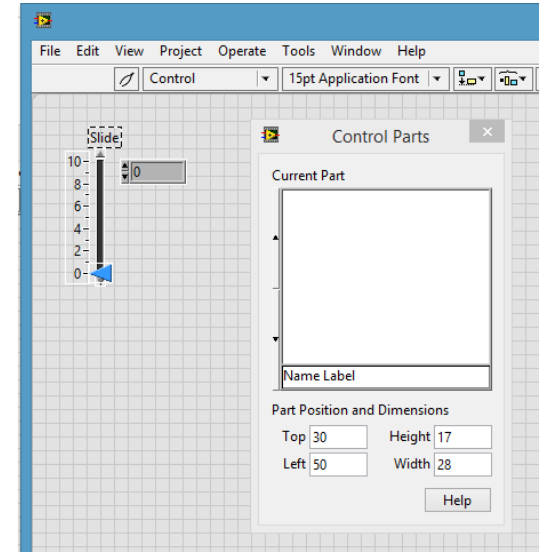 File Edit View Project Operate Tools Window Help
Control 15pt Application Font
Slide
10
8
6
4
2
0
0
Control Parts
Current Part
Name Label
Part Position and Dimensions
Top 30 Height 17
Left 50 Width 28
Help